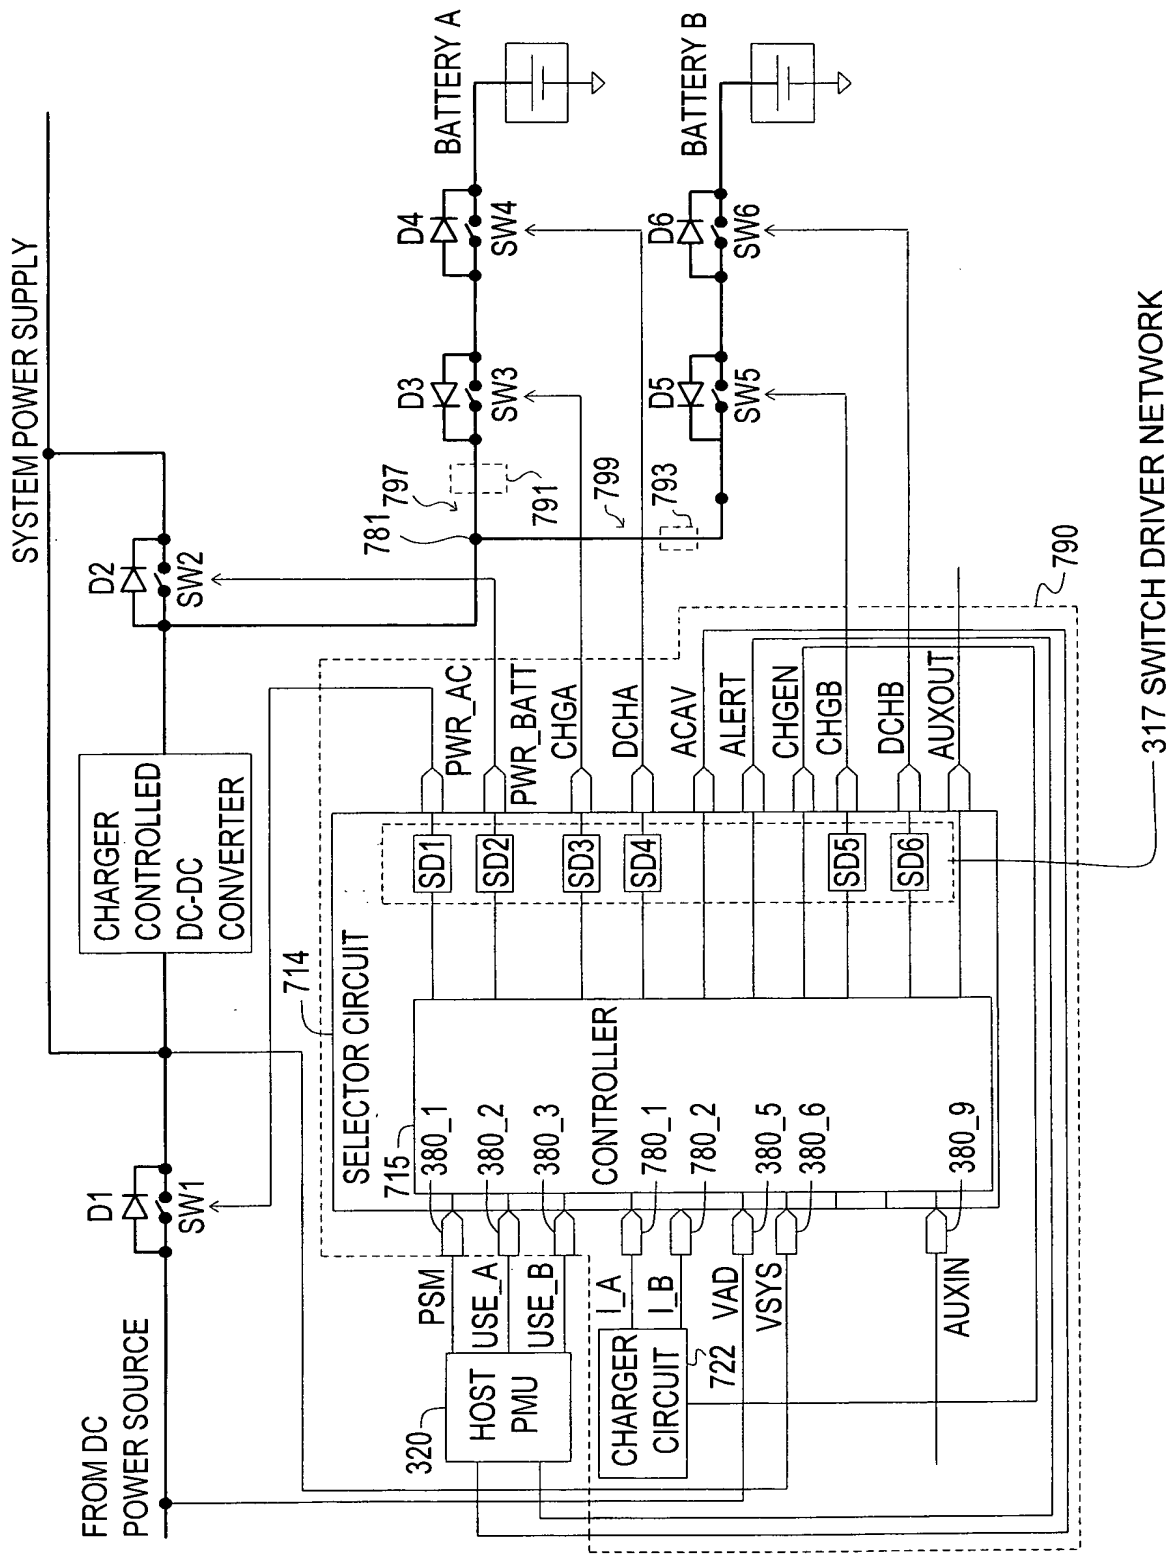 FROM DC
POWER SOURCE
D1
SW1
SYSTEM POWER SUPPLY
CHARGER
CONTROLLED
DC-DC
CONVERTER
D2
SW2
BATTERY A
D3
SW3
D4
SW4
BATTERY B
D5
SW5
D6
SW6
781
797
791
799
793
790
714
SELECTOR CIRCUIT
715
CONTROLLER
380_1
380_2
380_3
780_1
780_2
380_5
380_6
380_9
PSM
USE_A
USE_B
I_A
I_B
VAD
VSYS
AUXIN
320
HOST
PMU
CHARGER
CIRCUIT
722
SD1
SD2
SD3
SD4
SD5
SD6
PWR_AC
PWR_BATT
CHGA
DCHA
ACAV
ALERT
CHGEN
CHGB
DCHB
AUXOUT
317 SWITCH DRIVER NETWORK